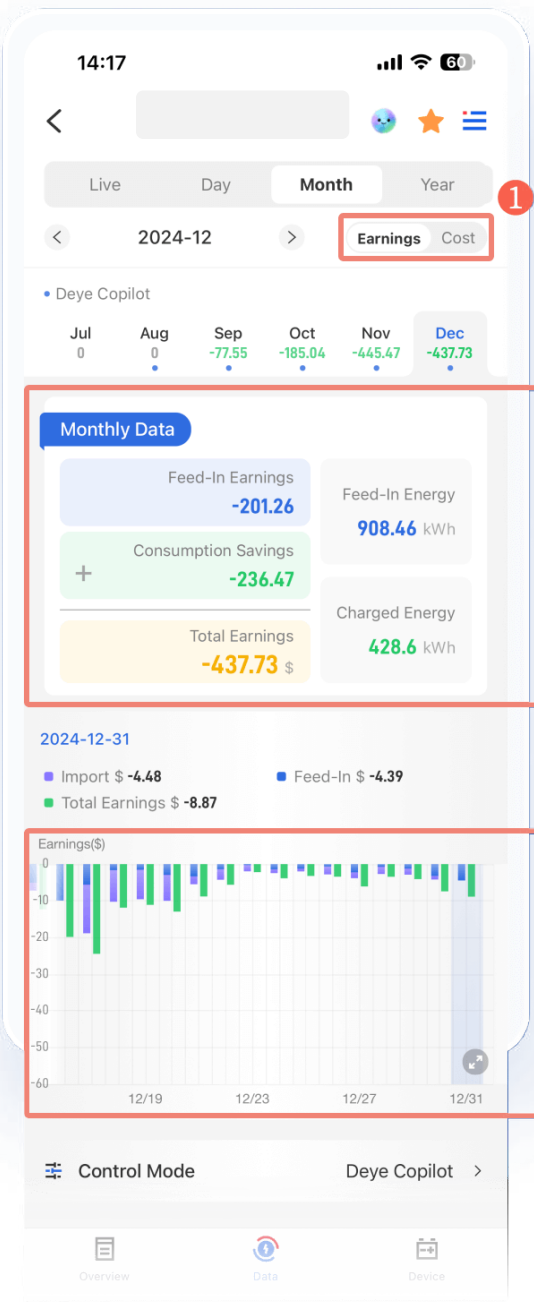 14:17
60
Live Day Month Year
1
2024-12
Earnings Cost
Deye Copilot
Jul Aug Sep Oct Nov Dec
0 0 -77.55 -185.04 -445.47 -437.73
Monthly Data
Feed-In Earnings
-201.26
Consumption Savings
+ -236.47
Total Earnings
-437.73 $
Feed-In Energy
908.46 kWh
Charged Energy
428.6 kWh
2024-12-31
Import $ -4.48 Feed-In $ -4.39
Total Earnings $ -8.87
Earnings($)
0
-10
-20
-30
-40
-50
-60
12/19 12/23 12/27 12/31
Control Mode Deye Copilot
Overview Data Device